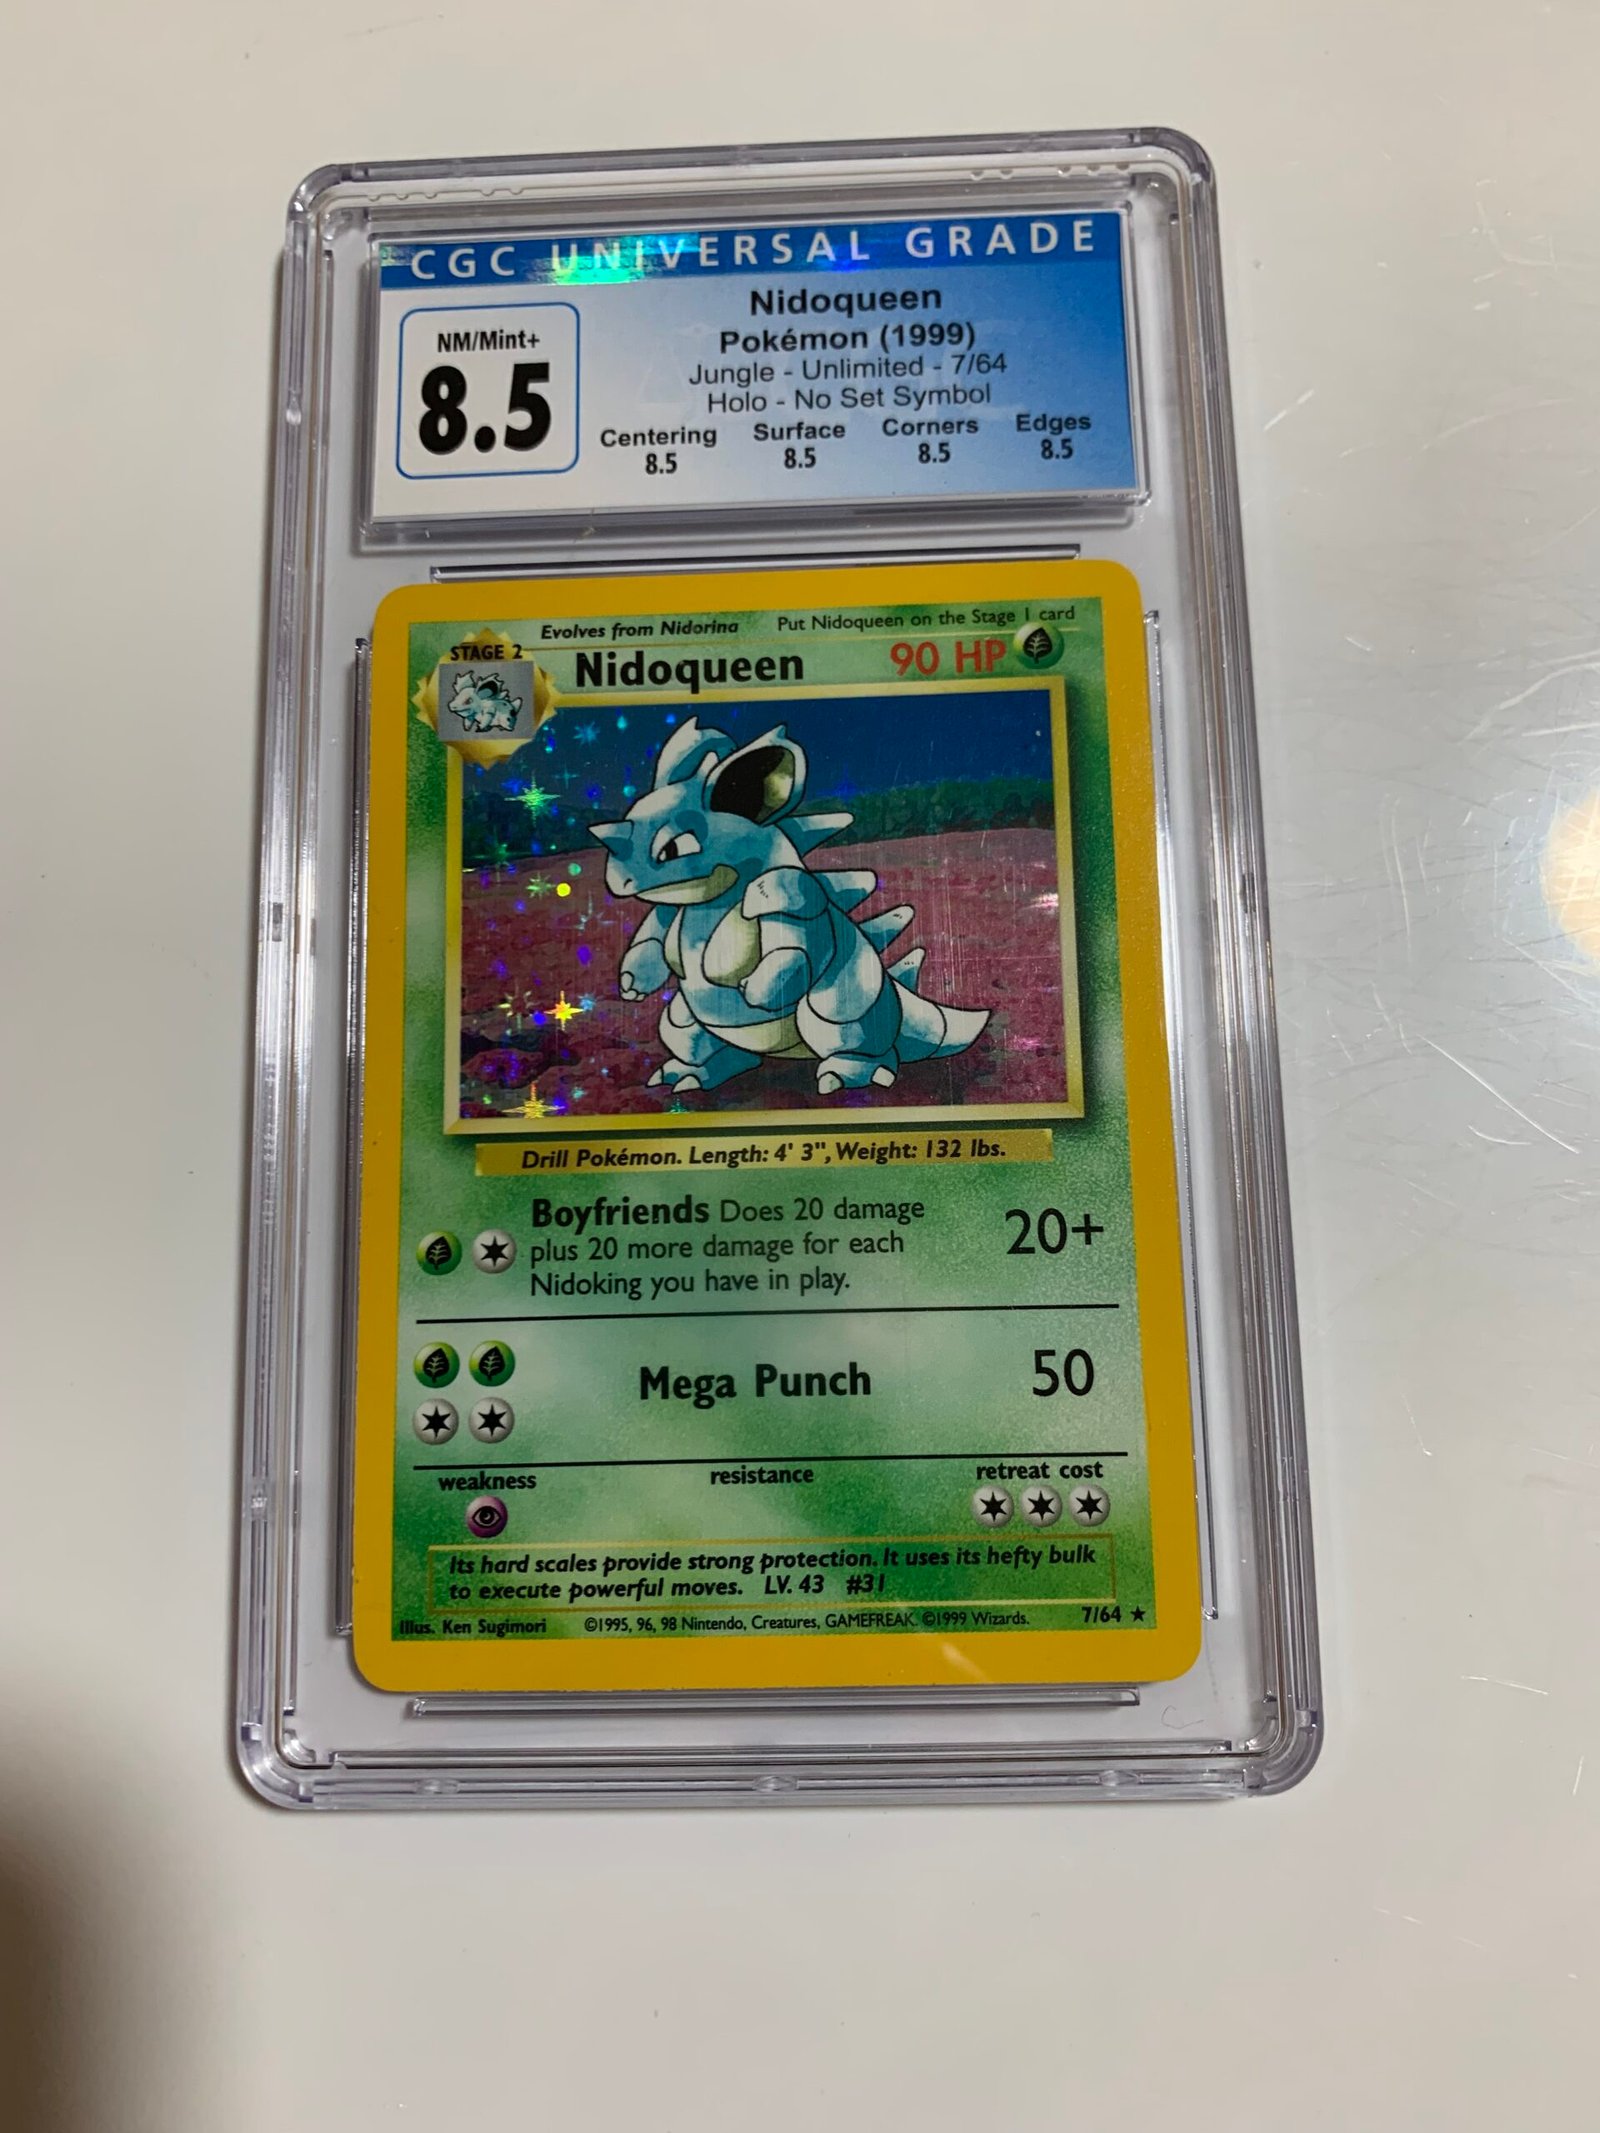 CGC UNIVERSAL GRADE
NM/Mint+
8.5
Nidoqueen
Pokémon (1999)
Jungle - Unlimited - 7/64
Holo - No Set Symbol
Centering Surface Corners Edges
8.5 8.5 8.5 8.5
Evolves from Nidorina Put Nidoqueen on the Stage 1 card
STAGE 2
Nidoqueen 90 HP
Drill Pokémon. Length: 4' 3", Weight: 132 lbs.
Boyfriends Does 20 damage
plus 20 more damage for each
Nidoking you have in play.
20+
Mega Punch 50
weakness resistance retreat cost
Its hard scales provide strong protection. It uses its hefty bulk
to execute powerful moves. LV. 43 #31
Illus. Ken Sugimori ©1995, 96, 98 Nintendo, Creatures, GAMEFREAK. ©1999 Wizards. 7/64 ★